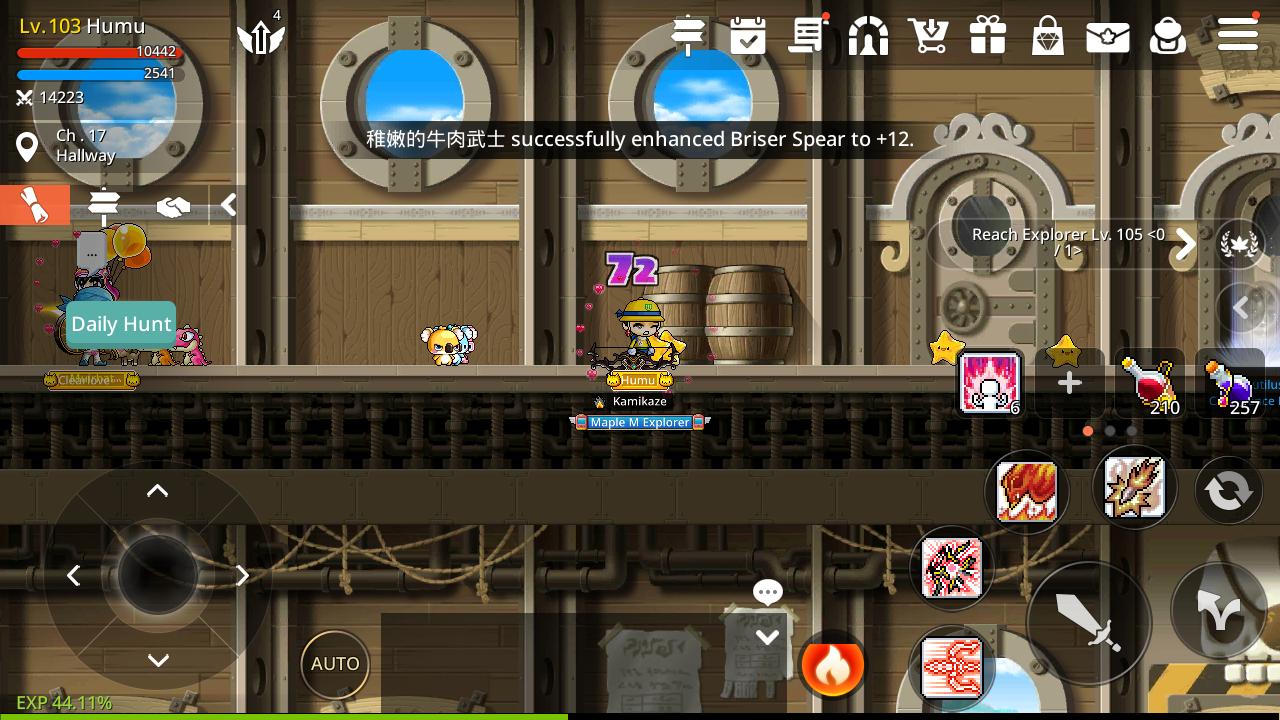 Lv.103 Humu
4
10442
2541
14223
Ch . 17
Hallway
稚嫩的牛肉武士 successfully enhanced Briser Spear to +12.
Reach Explorer Lv. 105 <0
/ 1>
...
Daily Hunt
72
Humu
Kamikaze
Maple M Explorer
6
210
257
AUTO
EXP 44.11%